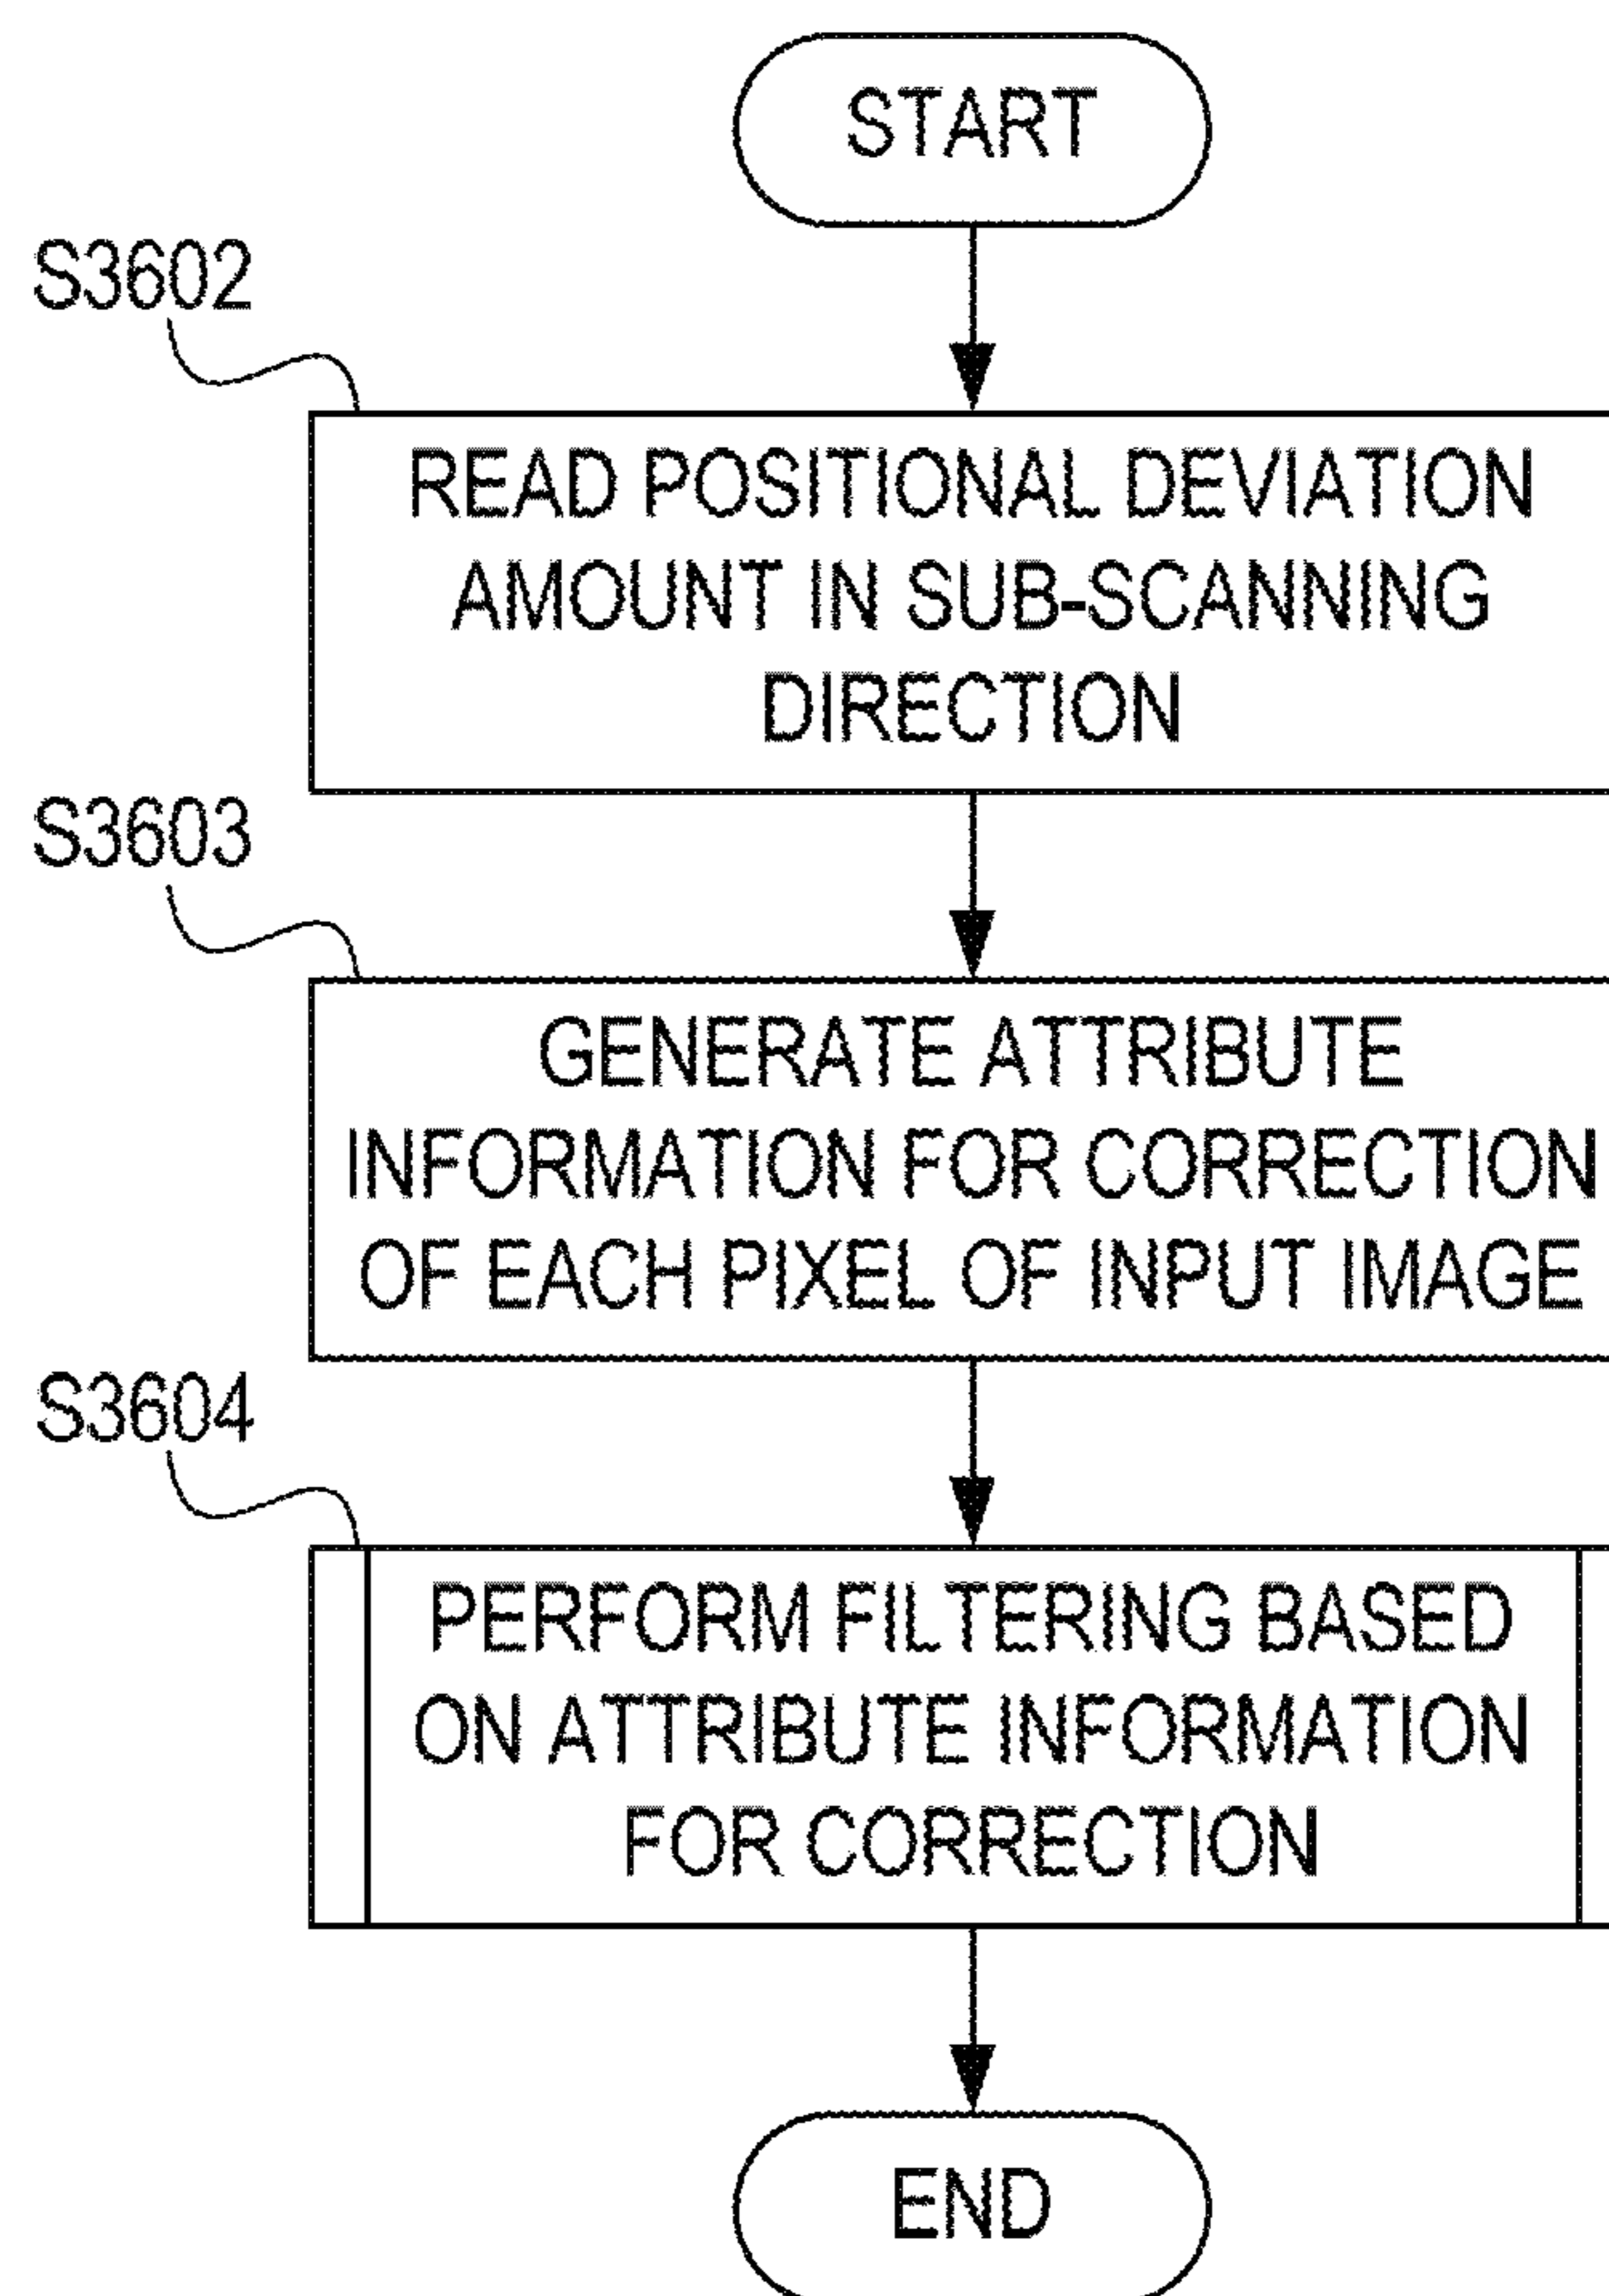 START
S3602
READ POSITIONAL DEVIATION
AMOUNT IN SUB-SCANNING
DIRECTION
S3603
GENERATE ATTRIBUTE
INFORMATION FOR CORRECTION
OF EACH PIXEL OF INPUT IMAGE
S3604
PERFORM FILTERING BASED
ON ATTRIBUTE INFORMATION
FOR CORRECTION
END